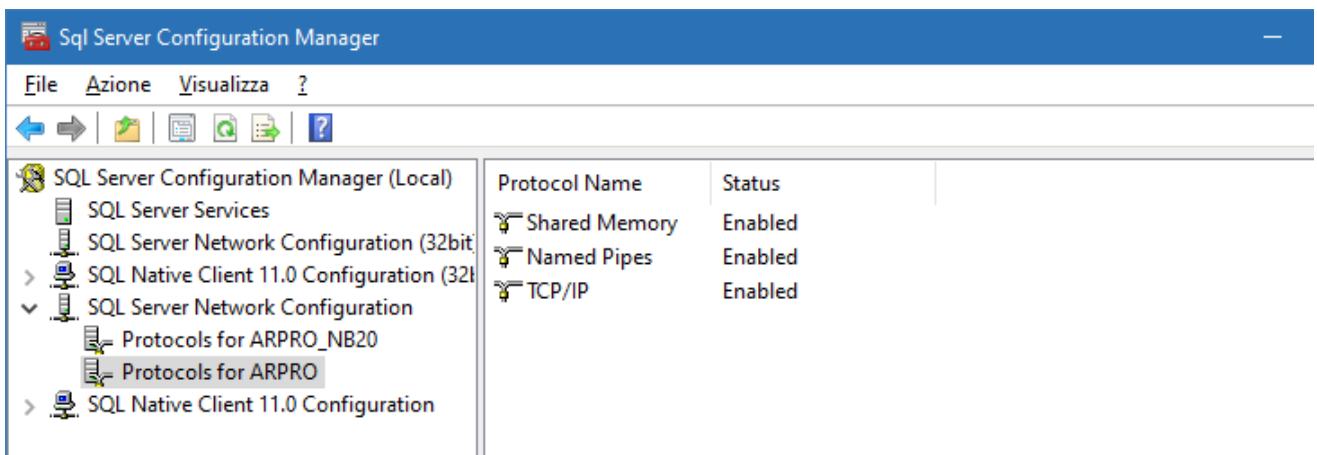 Sql Server Configuration Manager
File Azione Visualizza ?
SQL Server Configuration Manager (Local)
SQL Server Services
SQL Server Network Configuration (32bit
SQL Native Client 11.0 Configuration (32b
SQL Server Network Configuration
Protocols for ARPRO_NB20
Protocols for ARPRO
SQL Native Client 11.0 Configuration
Protocol Name Status
Shared Memory Enabled
Named Pipes Enabled
TCP/IP Enabled